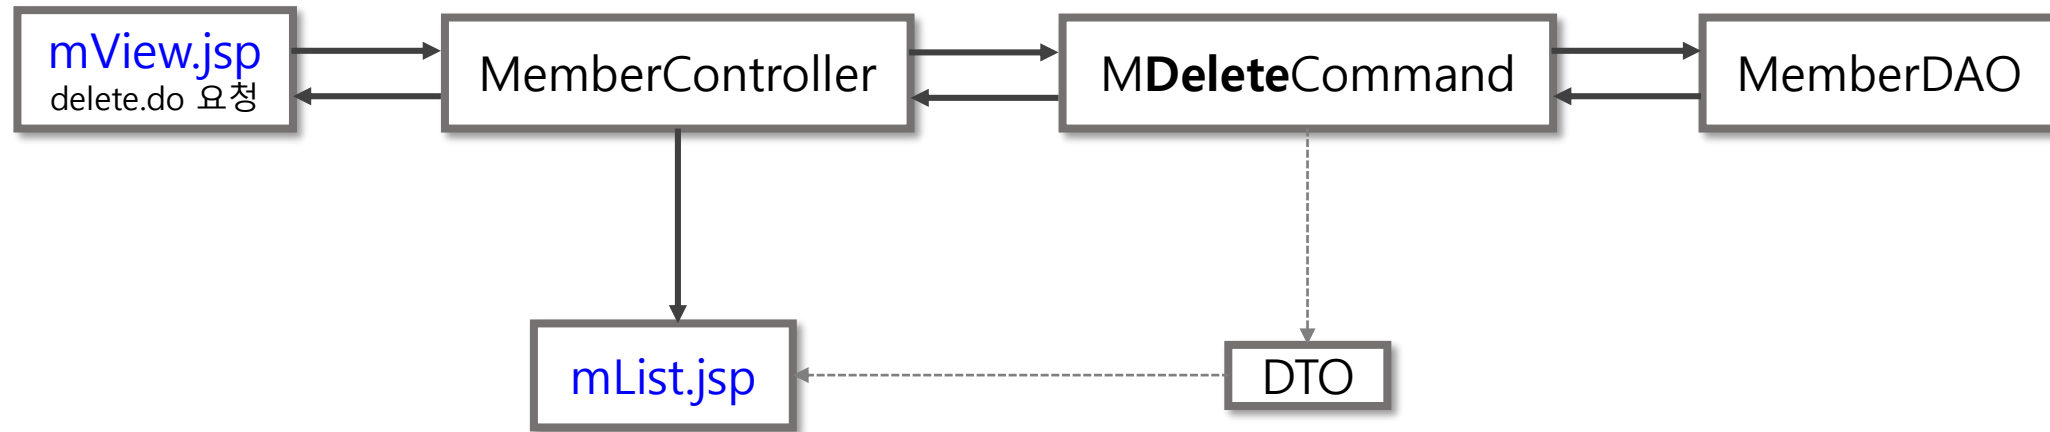 mView.jsp
delete.do 요청
MemberController
MDeleteCommand
MemberDAO
mList.jsp
DTO